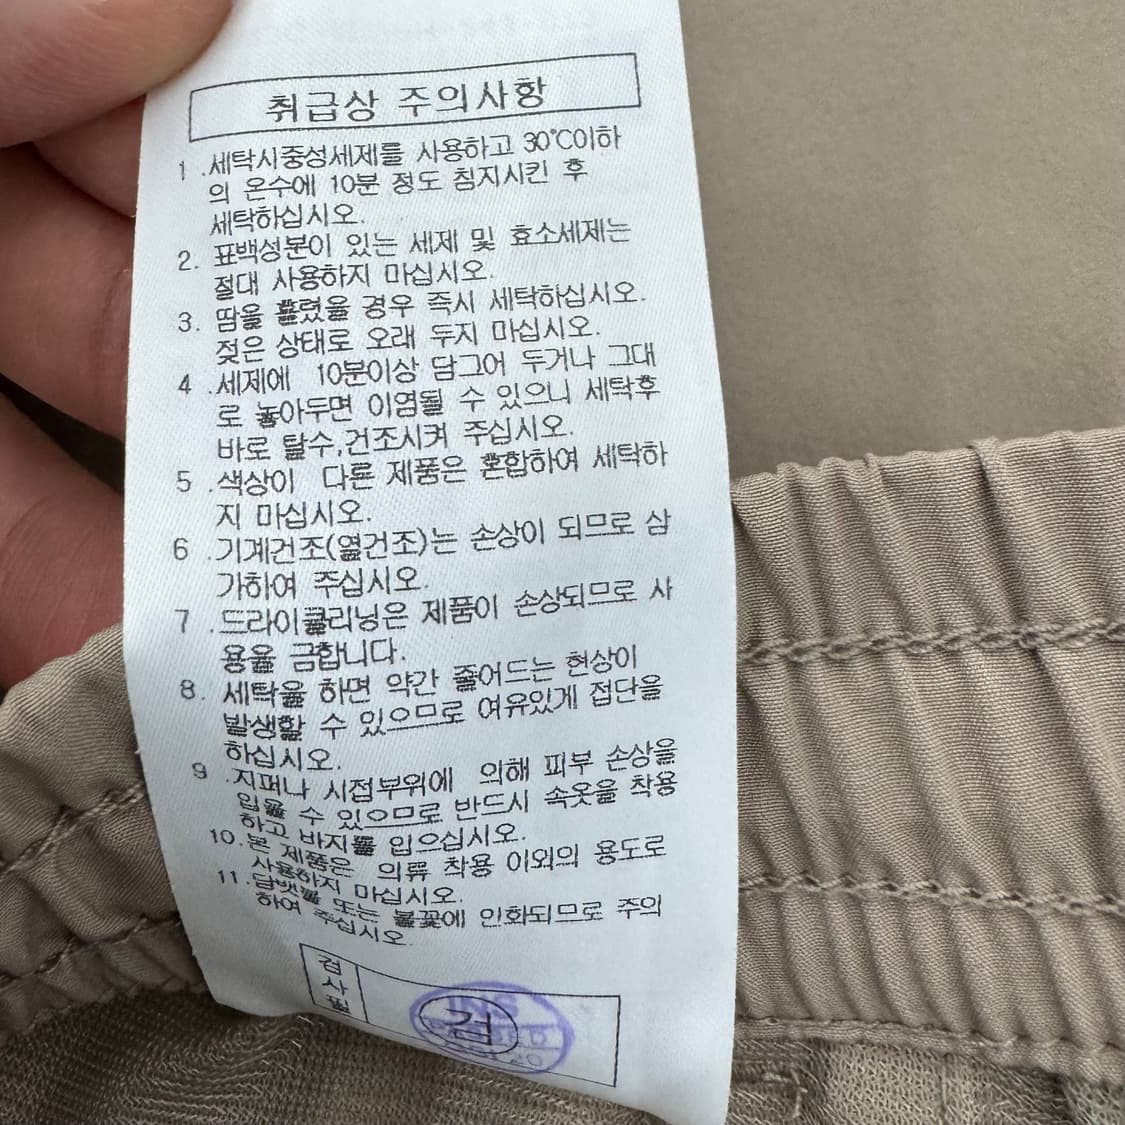 취급상 주의사항
1 .세탁시중성세제를 사용하고 30℃이하
의 온수에 10분 정도 침지시킨 후
세탁하십시오.
2. 표백성분이 있는 세제 및 효소세제는
절대 사용하지 마십시오.
3. 땀을 흘렸을 경우 즉시 세탁하십시오.
젖은 상태로 오래 두지 마십시오.
4 .세제에 10분이상 담그어 두거나 그대
로 놓아두면 이염될 수 있으니 세탁후
바로 탈수,건조시켜 주십시오.
5 .색상이 다른 제품은 혼합하여 세탁하
지 마십시오.
6 .기계건조(열건조)는 손상이 되므로 삼
가하여 주십시오.
7 .드라이클리닝은 제품이 손상되므로 사
용을 금합니다.
8. 세탁을 하면 약간 줄어드는 현상이
발생할 수 있으므로 여유있게 접단을
하십시오.
9 .지퍼나 시접부위에 의해 피부 손상을
입을 수 있으므로 반드시 속옷을 착용
하고 바지를 입으십시오.
10.본 제품은 의류 착용 이외의 용도로
사용하지 마십시오.
11.담뱃불 또는 불꽃에 인화되므로 주의
하여 주십시오
검사필
검
INS